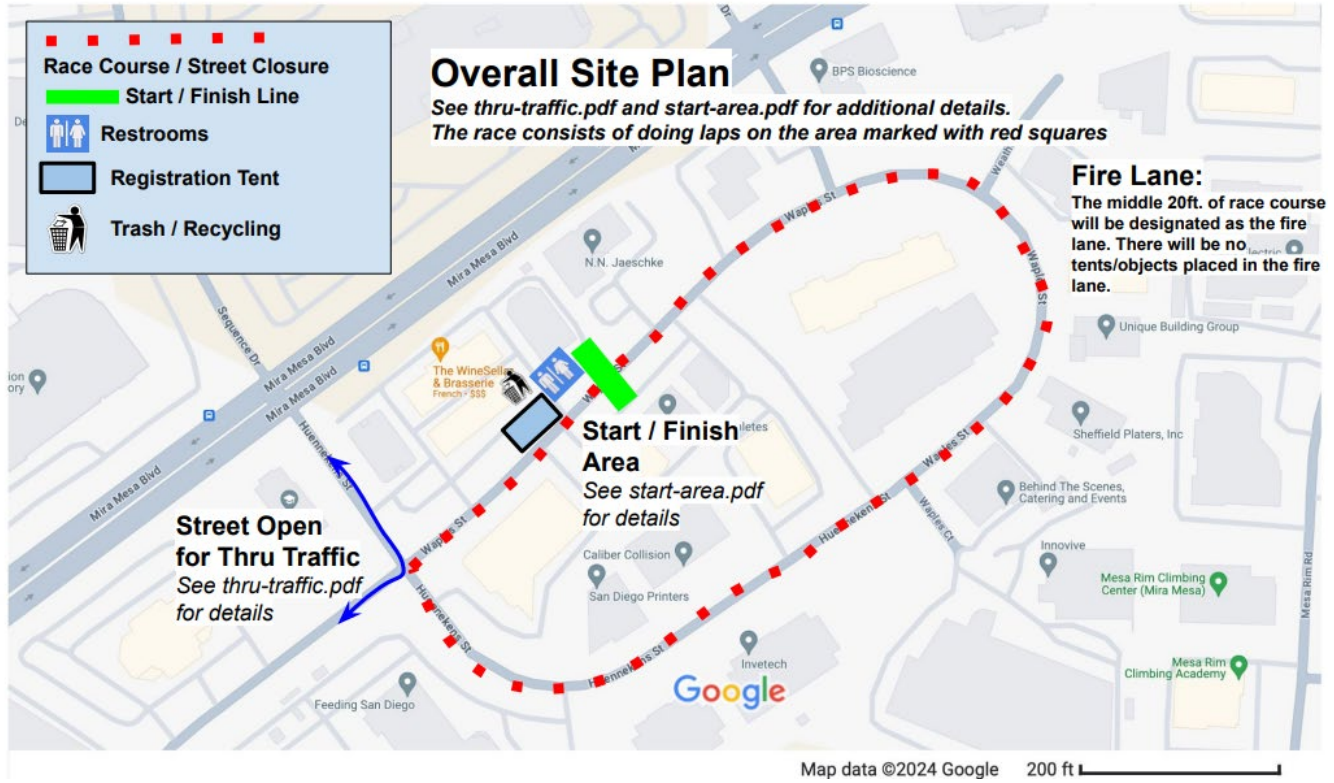 Race Course / Street Closure
Start / Finish Line
Restrooms
Registration Tent
Trash / Recycling
Overall Site Plan
See thru-traffic.pdf and start-area.pdf for additional details.
The race consists of doing laps on the area marked with red squares
BPS Bioscience
Fire Lane:
The middle 20ft. of race course
will be designated as the fire
lane. There will be no
tents/objects placed in the fire
lane.
Waples St
Waples St
Mira Mesa Blvd
Mira Mesa Blvd
N.N. Jaeschke
Sequence Dr
Unique Building Group
Mira Mesa Blvd
Mira Mesa Blvd
The WineSellar
& Brasserie
French - $$$
Start / Finish
Area
See start-area.pdf
for details
Sheffield Platers, Inc
Waples St
Huennekens St
Behind The Scenes,
Catering and Events
Mira Mesa Blvd
Huennekens St
Waples Ct
Street Open
for Thru Traffic
See thru-traffic.pdf
for details
Waples St
Caliber Collision
San Diego Printers
Innovive
Mesa Rim Climbing
Center (Mira Mesa)
Mesa Rim Rd
Huennekens St
Huennekens St
Invetech
Mesa Rim
Climbing Academy
Feeding San Diego
Google
Map data ©2024 Google 200 ft